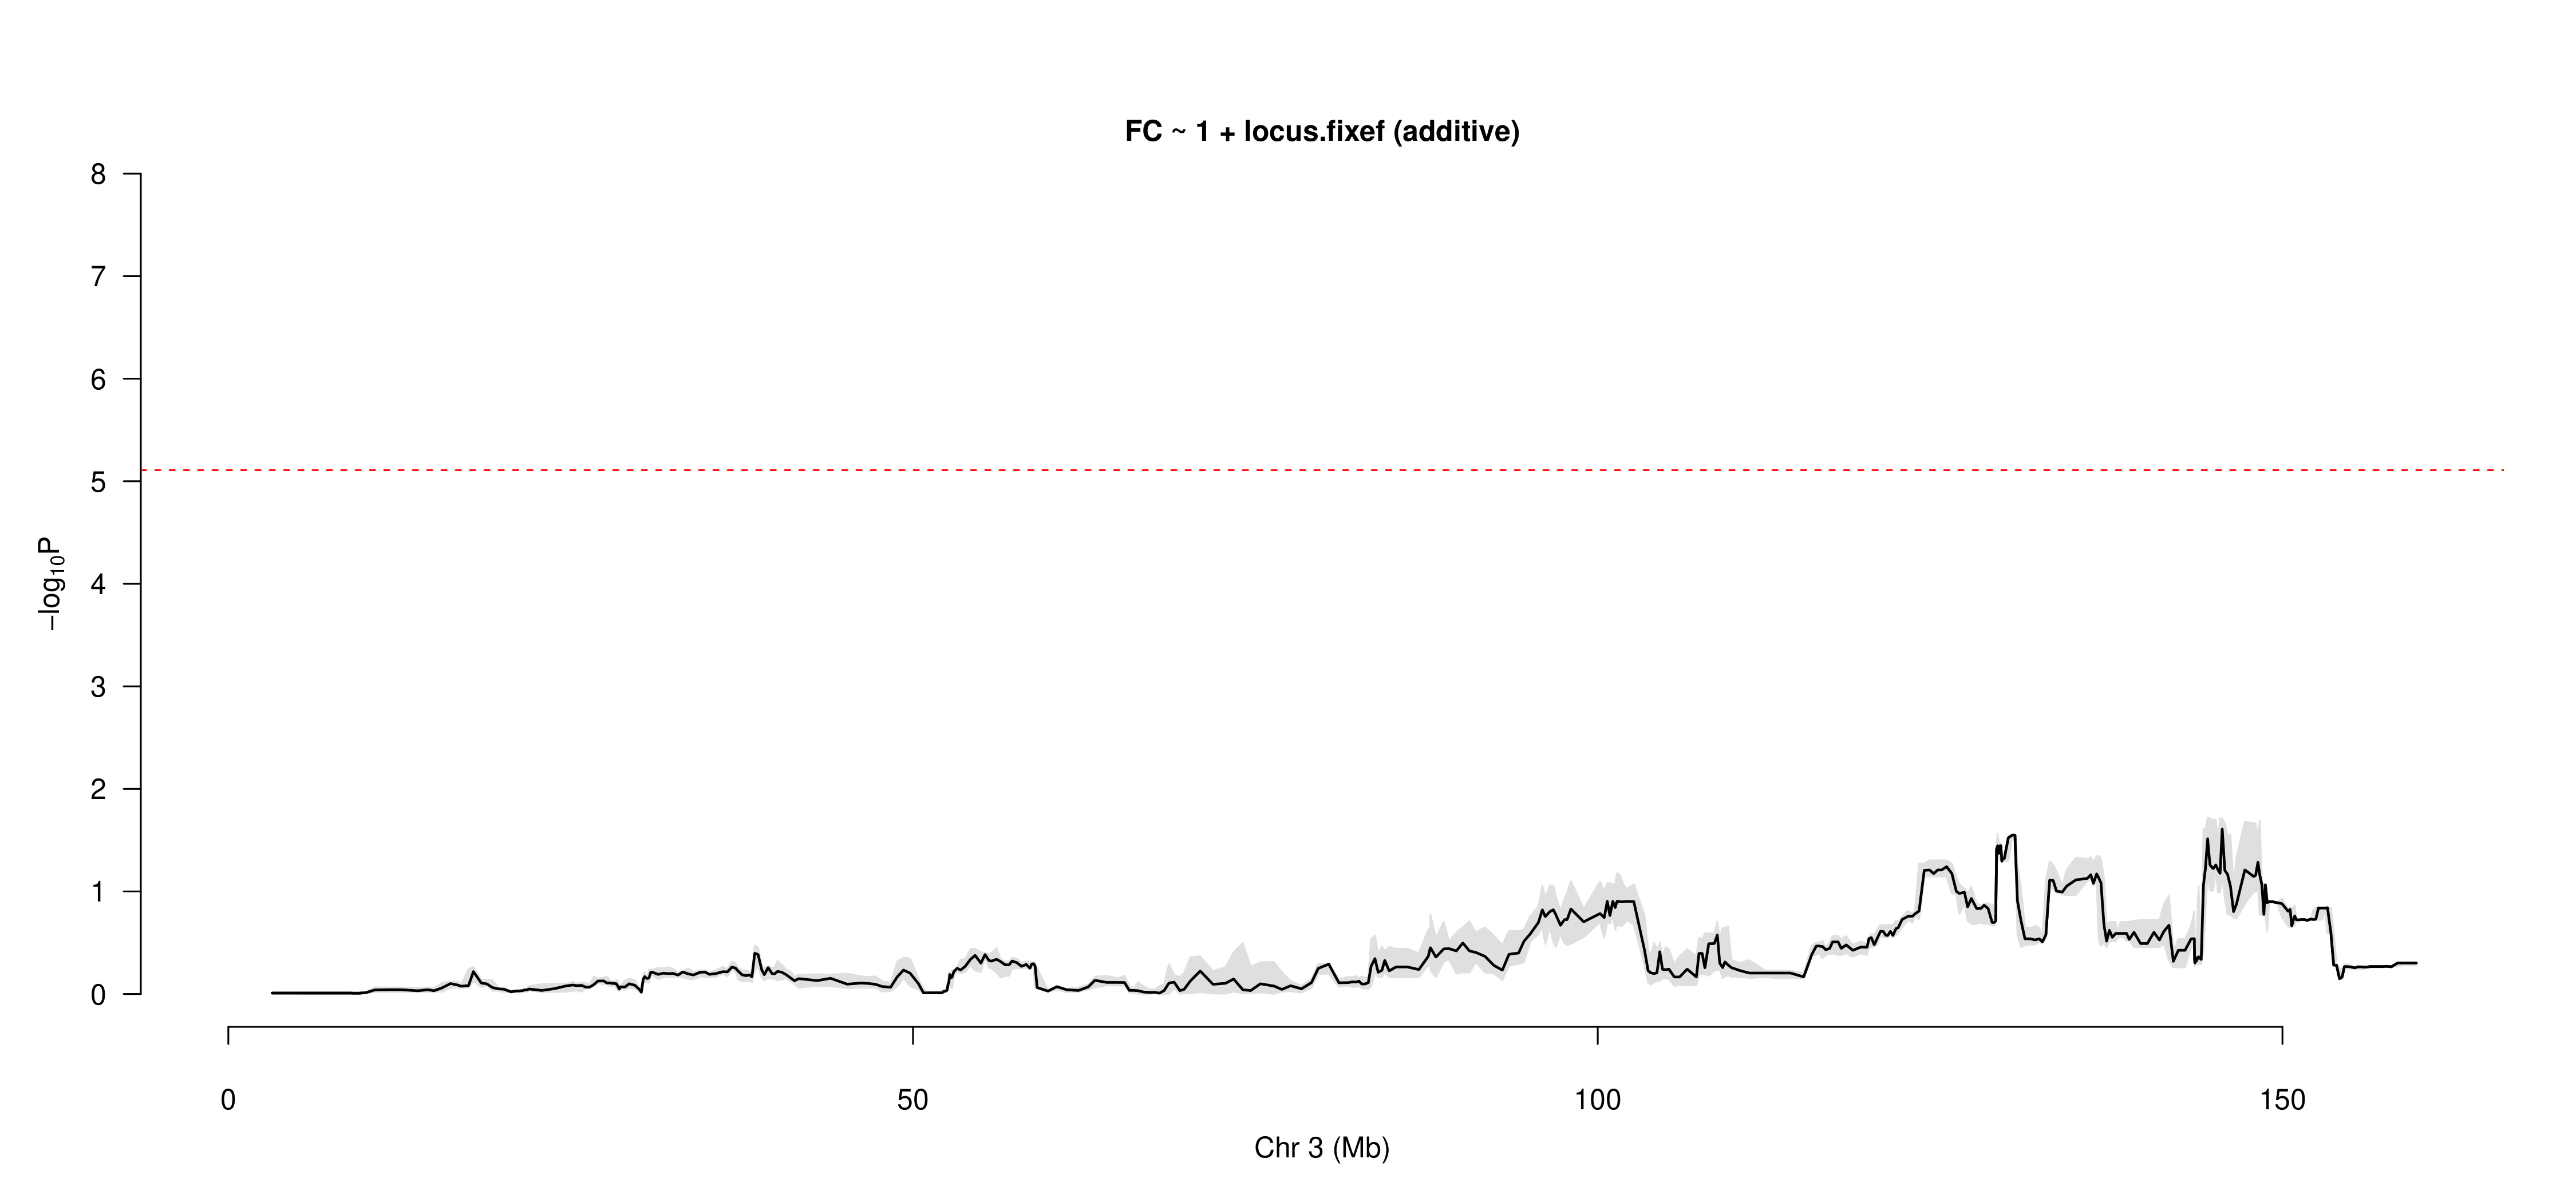 FC ~ 1 + locus.fixef (additive)
8
7
6
5
4
3
2
1
0
−log₁₀P
0 50 100 150
Chr 3 (Mb)